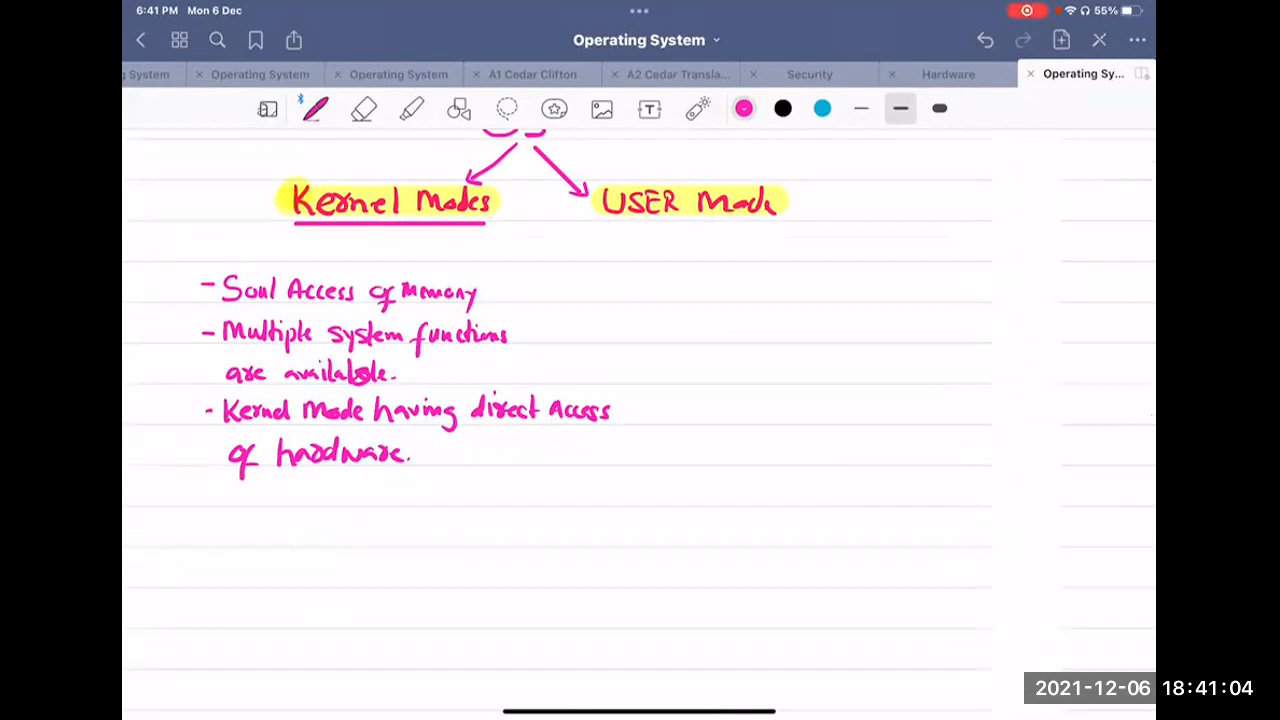 6:41 PM Mon 6 Dec
55%
Operating System
g System
Operating System
Operating System
A1 Cedar Clifton
A2 Cedar Transla...
Security
Hardware
Operating Sy...
T
Kernel Modes USER Mode
- Soul Access of Memory
- Multiple system functions
are available.
- Kernel Mode having direct Access
of hardware.
2021-12-06 18:41:04